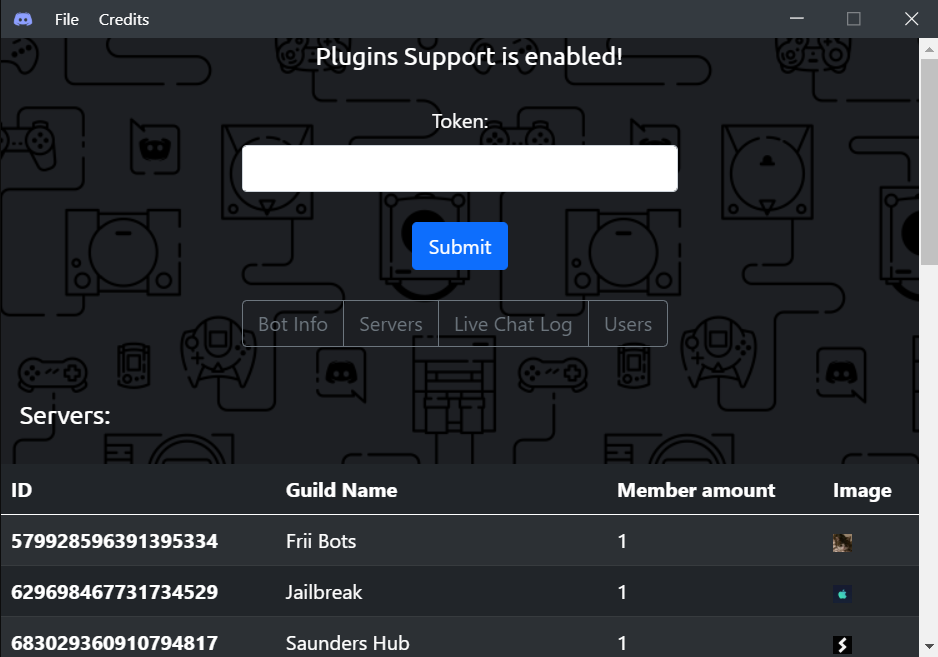 File Credits
Plugins Support is enabled!
Token:
Submit
Bot Info Servers Live Chat Log Users
Servers:
ID Guild Name Member amount Image
579928596391395334 Frii Bots 1
629698467731734529 Jailbreak 1
683029360910794817 Saunders Hub 1